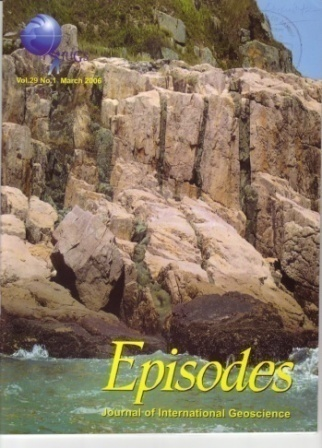 Vol.29 No.1 March 2006
Episodes
Journal of International Geoscience